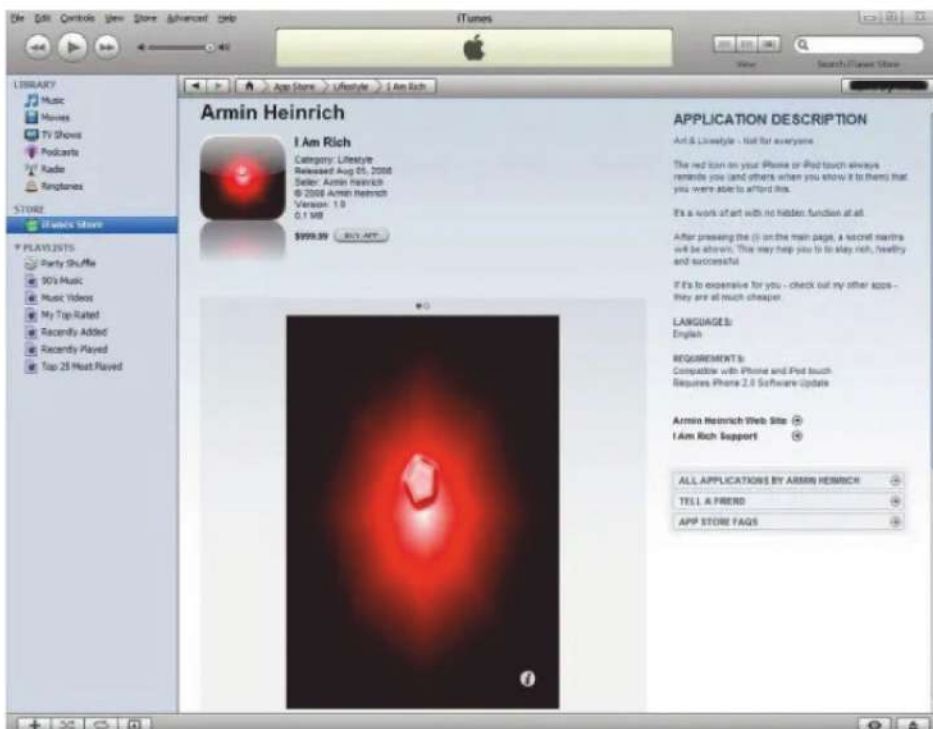 File Edit Controls View Store Advanced Help
iTunes
View
Search iTunes Store
LIBRARY
Music
Movies
TV Shows
Podcasts
Radio
Ringtones
STORE
iTunes Store
PLAYLISTS
Party Shuffle
90's Music
Music Videos
My Top Rated
Recently Added
Recently Played
Top 25 Most Played
App Store Lifestyle I Am Rich
Armin Heinrich
I Am Rich
Category: Lifestyle
Released Aug 05, 2008
Seller: Armin Heinrich
© 2008 Armin Heinrich
Version: 1.0
0.1 MB
$999.99 BUY APP
i
APPLICATION DESCRIPTION
Art & Lifestyle - Not for everyone
The red icon on your iPhone or iPod touch always
reminds you (and others when you show it to them) that
you were able to afford this.
It's a work of art with no hidden function at all.
After pressing the (i) on the main page, a secret mantra
will be shown. This may help you to to stay rich, healthy
and successful
If it's to expensive for you - check out my other apps -
they are all much cheaper.
LANGUAGES:
English
REQUIREMENTS:
Compatible with iPhone and iPod touch
Requires iPhone 2.0 Software Update
Armin Heinrich Web Site
I Am Rich Support
ALL APPLICATIONS BY ARMIN HEINRICH
TELL A FRIEND
APP STORE FAQS